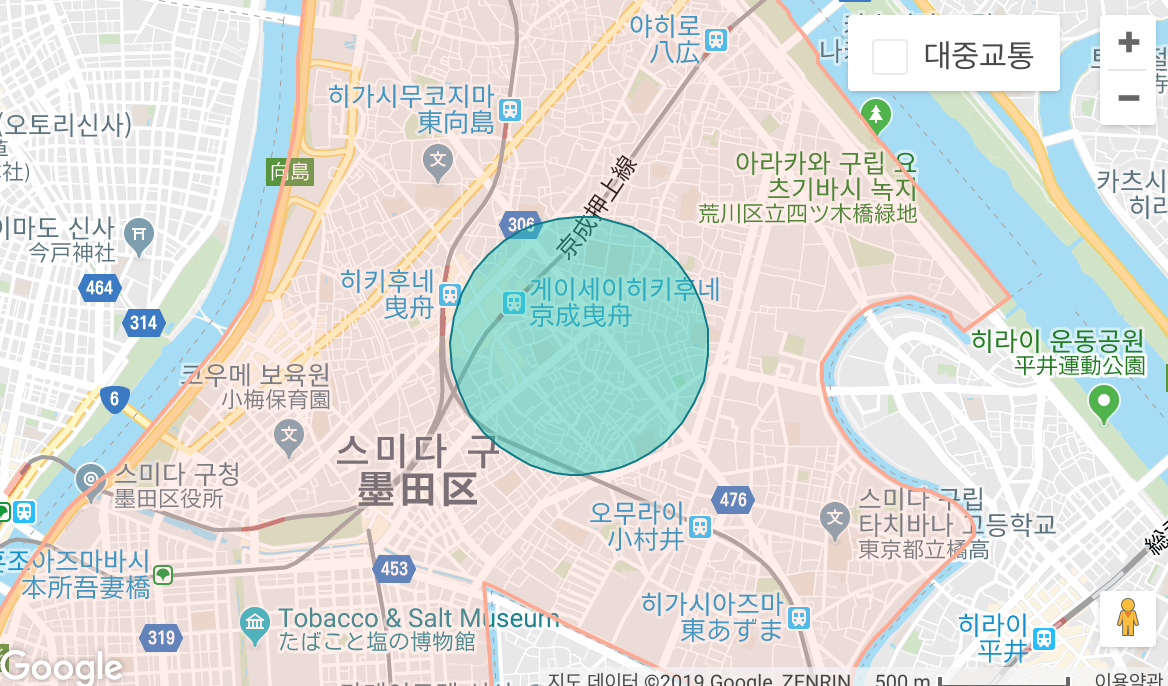 야히로
八広
대중교통
히가시무코지마
東向島
(오토리신사)
社)
向島
京成押上線
306
아라카와 구립 요
츠기바시 녹지
荒川区立四ツ木橋緑地
카츠시
히리
이마도 신사
今戸神社
464
314
히키후네
曳舟
게이세이히키후네
京成曳舟
히라이 운동공원
平井運動公園
코우메 보육원
小梅保育園
6
스미다 구
墨田区
스미다 구청
墨田区役所
476
오무라이
小村井
스미다 구립
타치바나 고등학교
東京都立橘高
혼조아즈마바시
本所吾妻橋
453
Tobacco & Salt Museum
たばこと塩の博物館
319
히가시아즈마
東あずま
히라이
平井
総
Google
지도 데이터 ©2019 Google, ZENRIN
500 m
이용약관